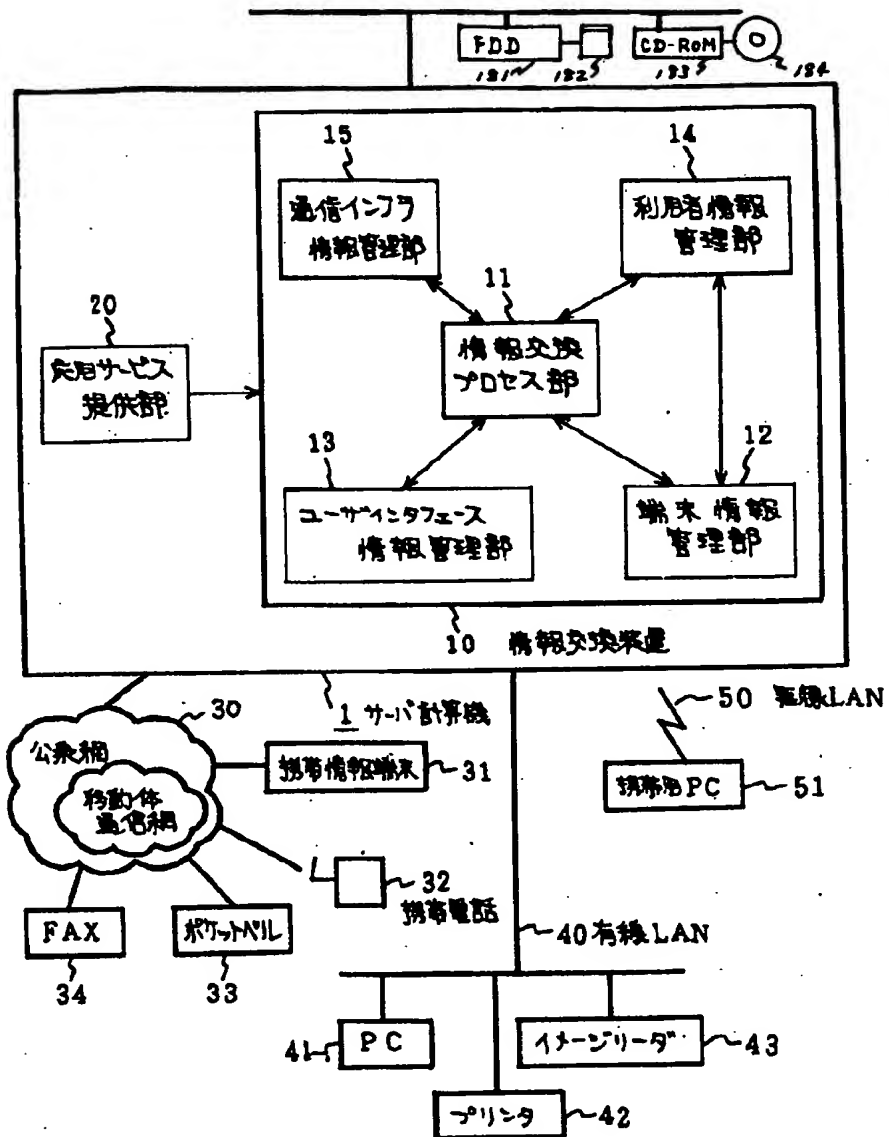 FDD
181
182
CD-ROM
183
184
15
通信インフラ
情報管理部
14
利用者情報
管理部
11
情報交換
プロセス部
20
応用サービス
提供部
13
ユーザインタフェース
情報管理部
12
端末情報
管理部
10 情報交換装置
1 サーバ計算機
30
公衆網
移動体
通信網
携帯情報端末
31
50 無線LAN
携帯用PC
51
32
携帯電話
FAX
34
ポケットベル
33
40 有線LAN
41
PC
イメージリーダ
43
プリンタ
42